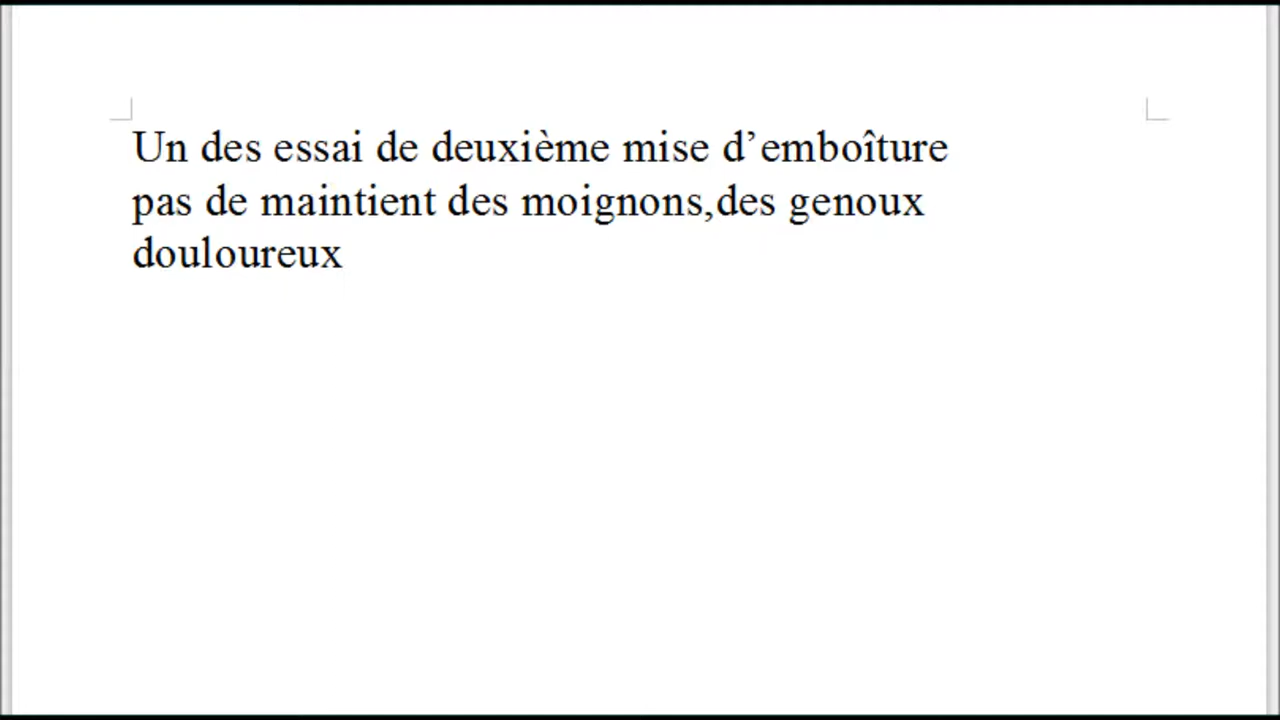 Un des essai de deuxième mise d’emboîture
pas de maintient des moignons,des genoux
douloureux